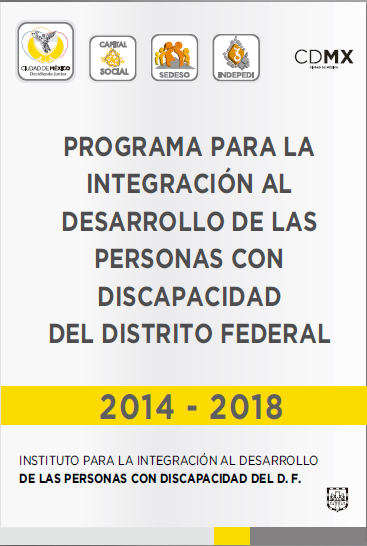 CIUDAD DE MÉXICO
Decidiendo Juntos
CAPITAL
SOCIAL
SEDESO
INDEPEDI
CDMX
CIUDAD DE MÉXICO
PROGRAMA PARA LA
INTEGRACIÓN AL
DESARROLLO DE LAS
PERSONAS CON
DISCAPACIDAD
DEL DISTRITO FEDERAL
2014 - 2018
INSTITUTO PARA LA INTEGRACIÓN AL DESARROLLO
DE LAS PERSONAS CON DISCAPACIDAD DEL D. F.